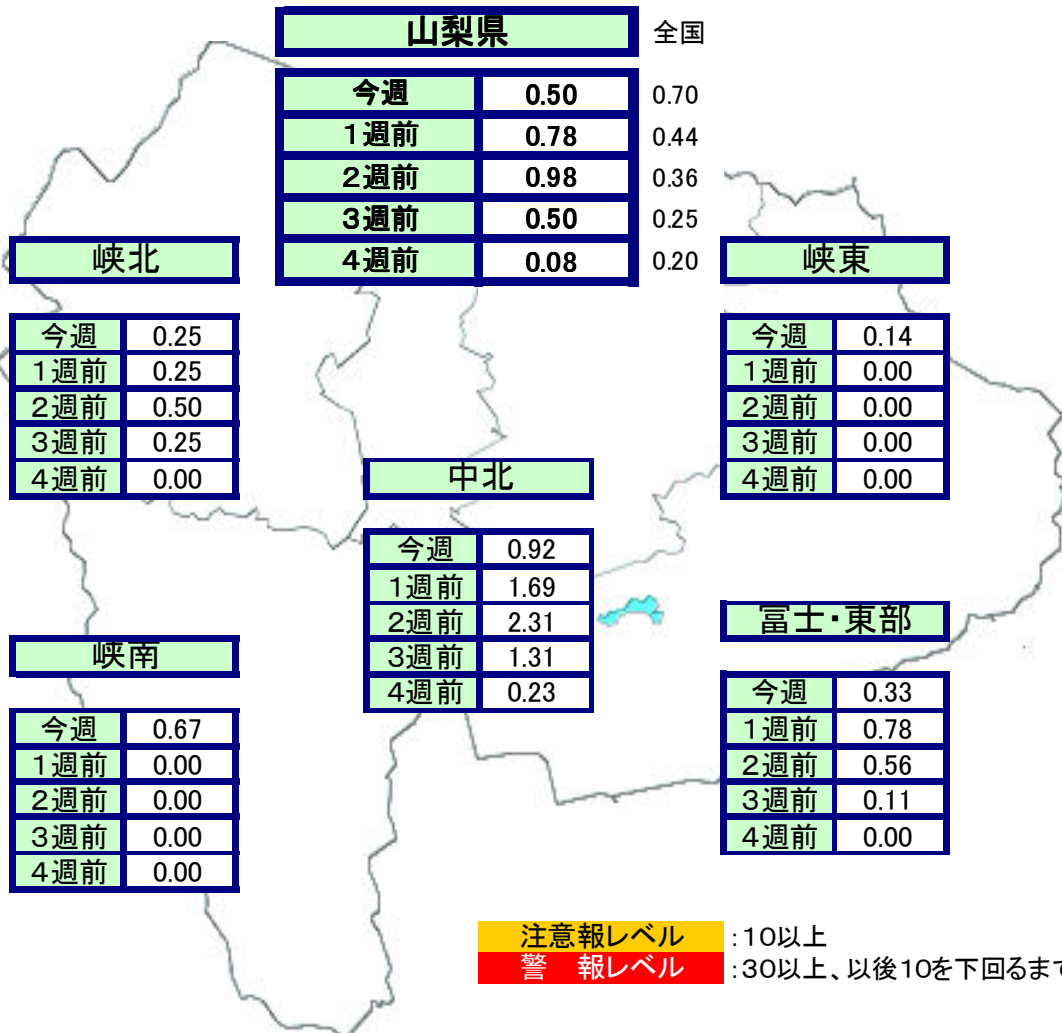 山梨県 全国
今週 0.50 0.70
1週前 0.78 0.44
2週前 0.98 0.36
3週前 0.50 0.25
4週前 0.08 0.20
峡北
今週 0.25
1週前 0.25
2週前 0.50
3週前 0.25
4週前 0.00
峡東
今週 0.14
1週前 0.00
2週前 0.00
3週前 0.00
4週前 0.00
中北
今週 0.92
1週前 1.69
2週前 2.31
3週前 1.31
4週前 0.23
峡南
今週 0.67
1週前 0.00
2週前 0.00
3週前 0.00
4週前 0.00
富士・東部
今週 0.33
1週前 0.78
2週前 0.56
3週前 0.11
4週前 0.00
注意報レベル :10以上
警 報レベル :30以上、以後10を下回るまで